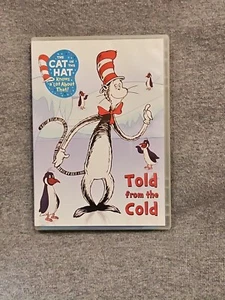 THE
CAT IN THE
HAT
Knows
a Lot About
That!
Told
from the
Cold